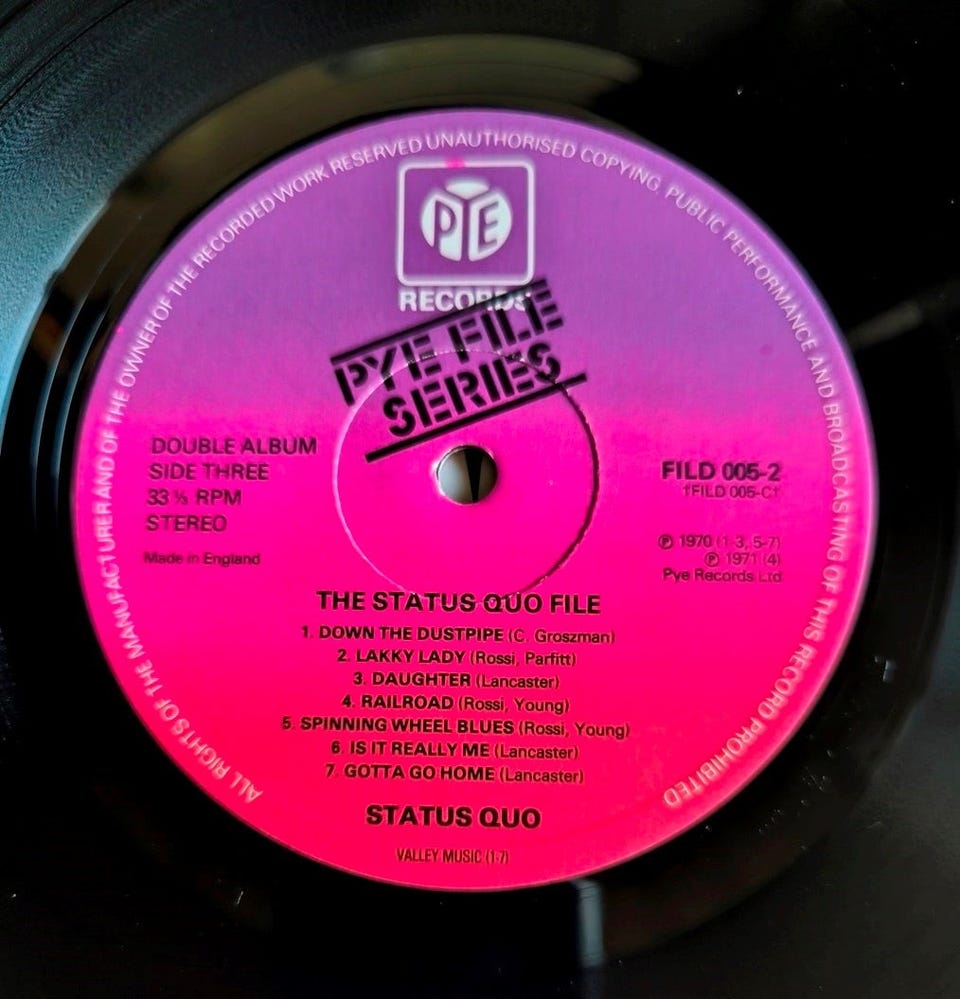 ALL RIGHTS OF THE MANUFACTURER AND OF THE OWNER OF THE RECORDED WORK RESERVED UNAUTHORISED COPYING, PUBLIC PERFORMANCE AND BROADCASTING OF THIS RECORD PROHIBITED
PYE
RECORDS
PYE FILE
SERIES
DOUBLE ALBUM
SIDE THREE
33 ⅓ RPM
STEREO
Made in England
FILD 005-2
†FILD 005-C†
℗ 1970 (1-3, 5-7)
℗ 1971 (4)
Pye Records Ltd
THE STATUS QUO FILE
1. DOWN THE DUSTPIPE (C. Groszman)
2. LAKKY LADY (Rossi, Parfitt)
3. DAUGHTER (Lancaster)
4. RAILROAD (Rossi, Young)
5. SPINNING WHEEL BLUES (Rossi, Young)
6. IS IT REALLY ME (Lancaster)
7. GOTTA GO HOME (Lancaster)
STATUS QUO
VALLEY MUSIC (1-7)